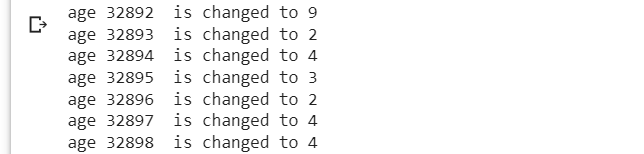 age 32892  is changed to 9
age 32893  is changed to 2
age 32894  is changed to 4
age 32895  is changed to 3
age 32896  is changed to 2
age 32897  is changed to 4
age 32898  is changed to 4